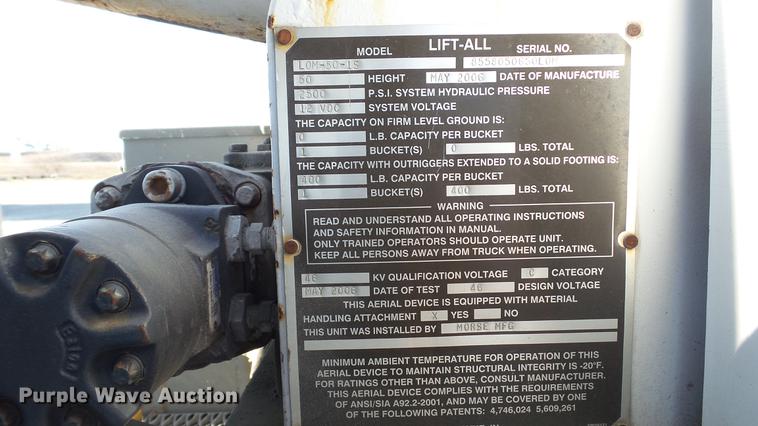 LIFT-ALL
MODEL SERIAL NO.
LOM-50-1S 8558050650LOM
50 HEIGHT MAY 2006 DATE OF MANUFACTURE
2500 P.S.I. SYSTEM HYDRAULIC PRESSURE
12 VDC SYSTEM VOLTAGE
THE CAPACITY ON FIRM LEVEL GROUND IS:
0 L.B. CAPACITY PER BUCKET
1 BUCKET(S) 0 LBS. TOTAL
THE CAPACITY WITH OUTRIGGERS EXTENDED TO A SOLID FOOTING IS:
400 L.B. CAPACITY PER BUCKET
1 BUCKET(S) 400 LBS. TOTAL
WARNING
READ AND UNDERSTAND ALL OPERATING INSTRUCTIONS
AND SAFETY INFORMATION IN MANUAL.
ONLY TRAINED OPERATORS SHOULD OPERATE UNIT.
KEEP ALL PERSONS AWAY FROM TRUCK WHEN OPERATING.
46 KV QUALIFICATION VOLTAGE C CATEGORY
MAY 2006 DATE OF TEST 46 DESIGN VOLTAGE
THIS AERIAL DEVICE IS EQUIPPED WITH MATERIAL
HANDLING ATTACHMENT X YES NO
THIS UNIT WAS INSTALLED BY MORSE MFG
MINIMUM AMBIENT TEMPERATURE FOR OPERATION OF THIS
AERIAL DEVICE TO MAINTAIN STRUCTURAL INTEGRITY IS -20°F.
FOR RATINGS OTHER THAN ABOVE, CONSULT MANUFACTURER.
THIS AERIAL DEVICE COMPLIES WITH THE REQUIREMENTS
OF ANSI/SIA A92.2-2001, AND MAY BE COVERED BY ONE
OF THE FOLLOWING PATENTS: 4,746,024 5,609,261
Purple Wave Auction